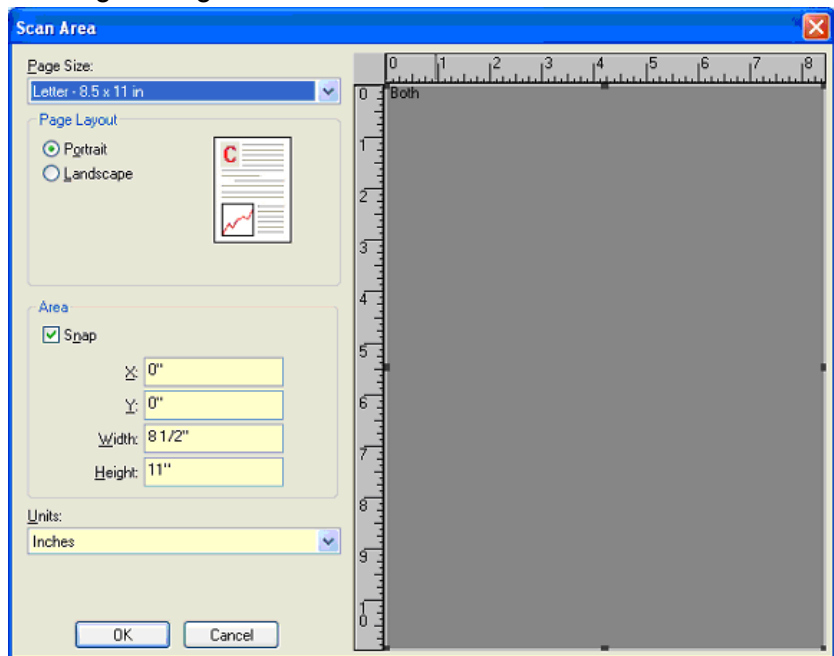 Scan Area
Page Size:
Letter - 8.5 x 11 in
Page Layout
Portrait
Landscape
C
Area
Snap
X: 0"
Y: 0"
Width: 8 1/2"
Height: 11"
Units:
Inches
OK Cancel
0 1 2 3 4 5 6 7 8
Both
0
1
2
3
4
5
6
7
8
9
10